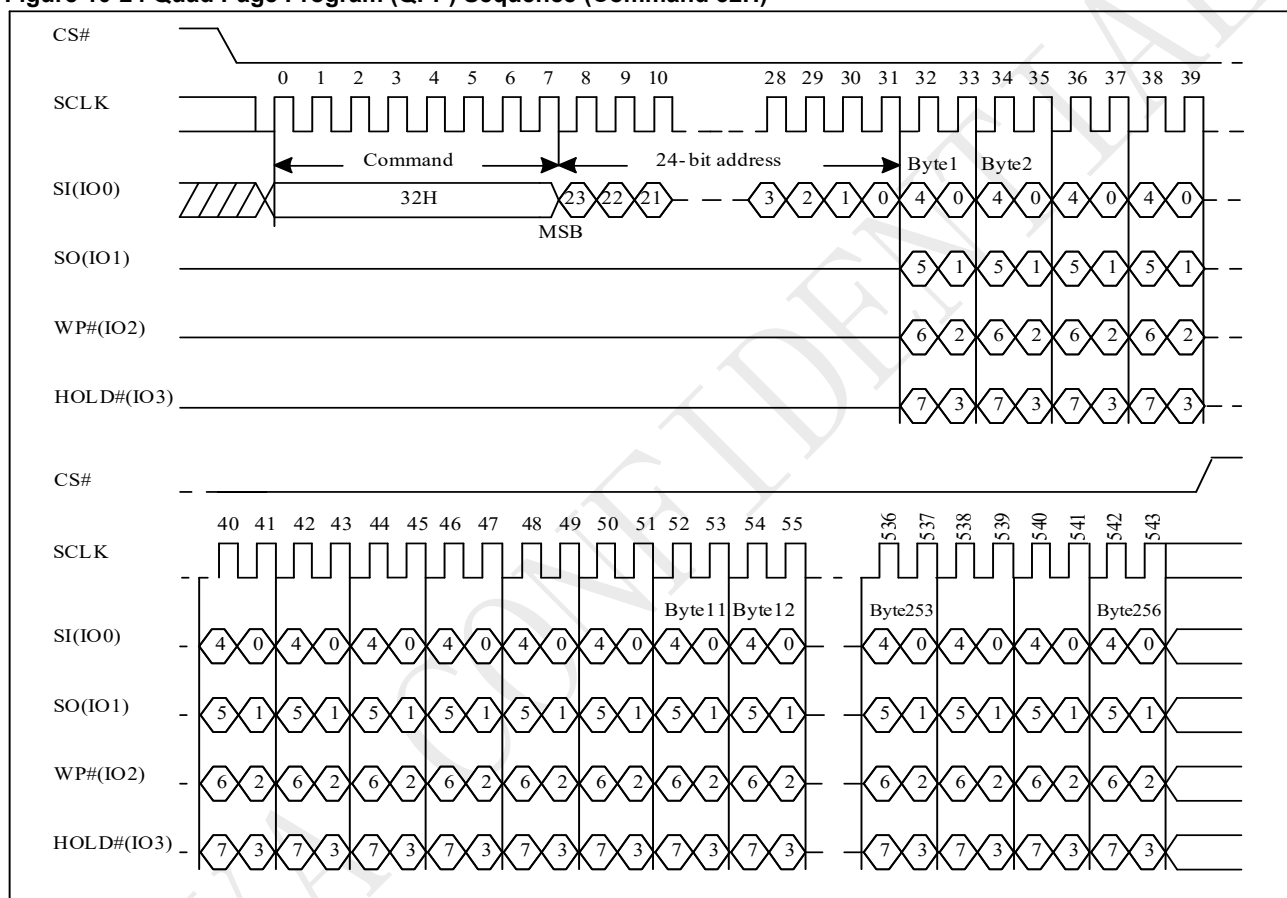 CS#
0 1 2 3 4 5 6 7 8 9 10 28 29 30 31 32 33 34 35 36 37 38 39
SCLK
Command 24-bit address Byte1 Byte2
SI(IO0) 32H 23 22 21 3 2 1 0 4 0 4 0 4 0 4 0
MSB
SO(IO1) 5 1 5 1 5 1 5 1
WP#(IO2) 6 2 6 2 6 2 6 2
HOLD#(IO3) 7 3 7 3 7 3 7 3
CS#
40 41 42 43 44 45 46 47 48 49 50 51 52 53 54 55 536 537 538 539 540 541 542 543
SCLK
Byte11 Byte12 Byte253 Byte256
SI(IO0) 4 0 4 0 4 0 4 0 4 0 4 0 4 0 4 0 4 0 4 0 4 0 4 0
SO(IO1) 5 1 5 1 5 1 5 1 5 1 5 1 5 1 5 1 5 1 5 1 5 1 5 1
WP#(IO2) 6 2 6 2 6 2 6 2 6 2 6 2 6 2 6 2 6 2 6 2 6 2 6 2
HOLD#(IO3) 7 3 7 3 7 3 7 3 7 3 7 3 7 3 7 3 7 3 7 3 7 3 7 3
CONFIDENTIAL